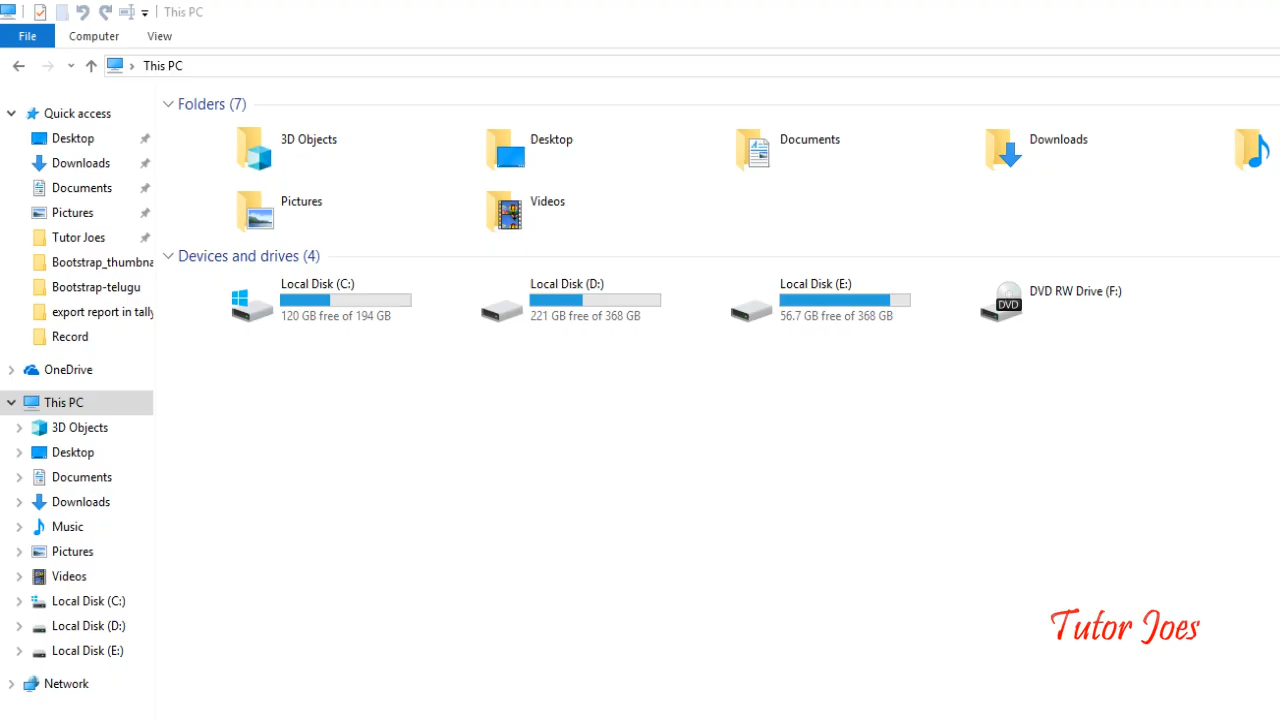 This PC
File Computer View
This PC
Quick access
Desktop
Downloads
Documents
Pictures
Tutor Joes
Bootstrap_thumbna
Bootstrap-telugu
export report in tally
Record
OneDrive
This PC
3D Objects
Desktop
Documents
Downloads
Music
Pictures
Videos
Local Disk (C:)
Local Disk (D:)
Local Disk (E:)
Network
Folders (7)
3D Objects
Desktop
Documents
Downloads
Pictures
Videos
Devices and drives (4)
Local Disk (C:)
120 GB free of 194 GB
Local Disk (D:)
221 GB free of 368 GB
Local Disk (E:)
56.7 GB free of 368 GB
DVD
DVD RW Drive (F:)
Tutor Joes